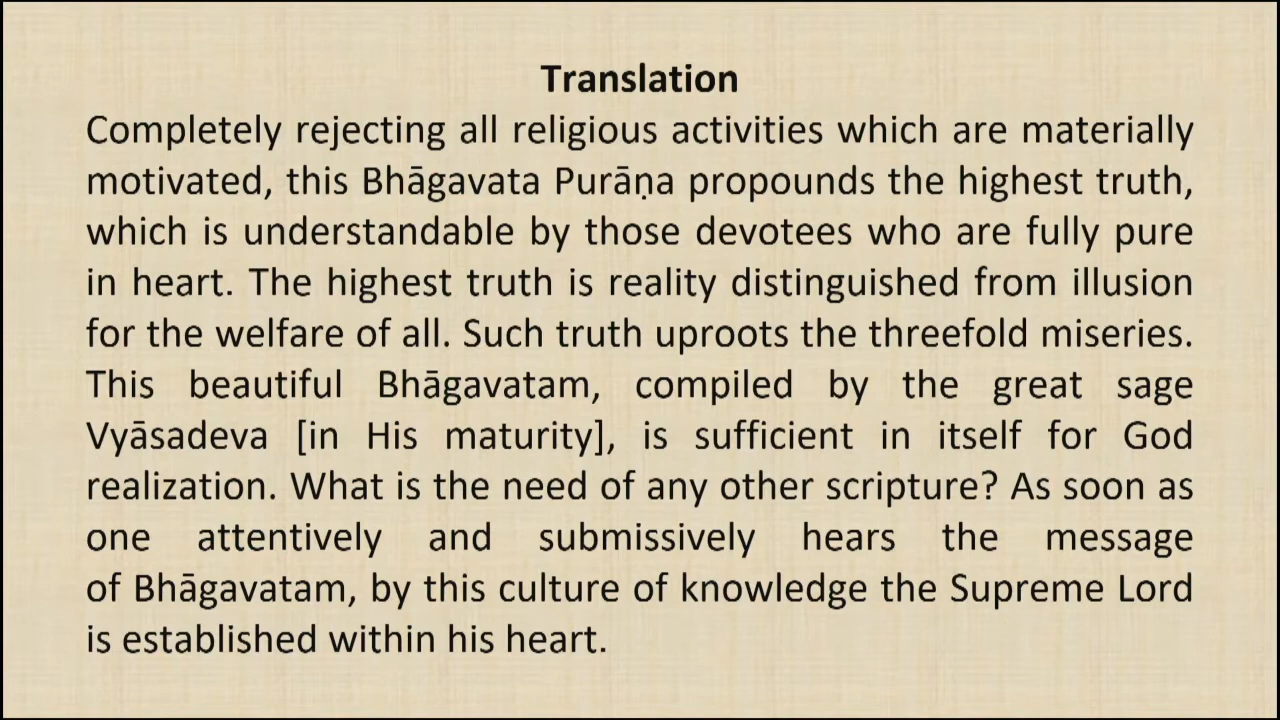 Translation
Completely rejecting all religious activities which are materially
motivated, this Bhāgavata Purāṇa propounds the highest truth,
which is understandable by those devotees who are fully pure
in heart. The highest truth is reality distinguished from illusion
for the welfare of all. Such truth uproots the threefold miseries.
This beautiful Bhāgavatam, compiled by the great sage
Vyāsadeva [in His maturity], is sufficient in itself for God
realization. What is the need of any other scripture? As soon as
one attentively and submissively hears the message
of Bhāgavatam, by this culture of knowledge the Supreme Lord
is established within his heart.